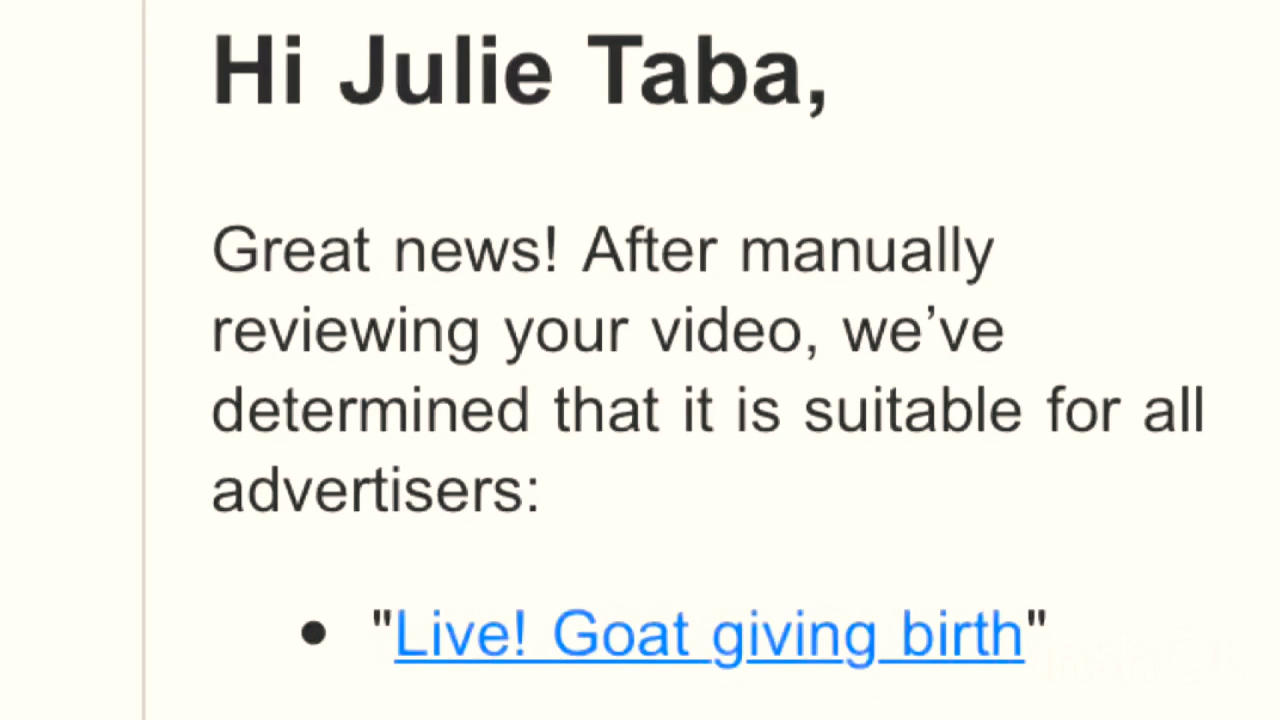 Hi Julie Taba,
Great news! After manually
reviewing your video, we’ve
determined that it is suitable for all
advertisers:
• "Live! Goat giving birth"